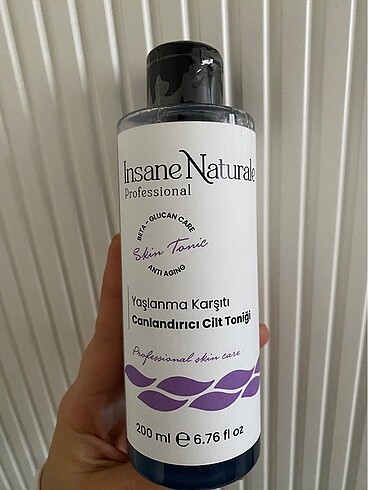 Insane Naturale
Professional
BETA - GLUCAN CARE
Skin Tonic
ANTI AGING
Yaşlanma Karşıtı
Canlandırıcı Cilt Toniği
Professional skin care
200 ml ℮ 6.76 fl oz